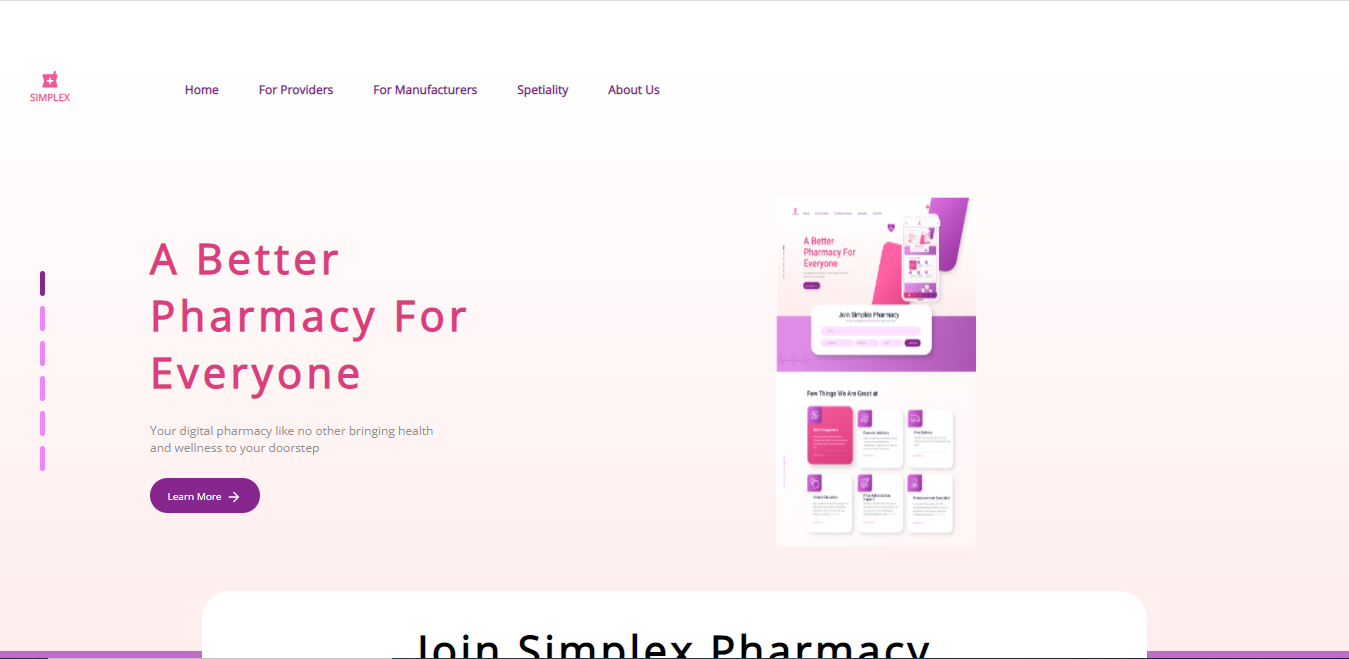 SIMPLEX
Home For Providers For Manufacturers Spetiality About Us
A Better
Pharmacy For
Everyone
Your digital pharmacy like no other bringing health
and wellness to your doorstep
Learn More
A Better
Pharmacy For
Everyone
Join Simplex Pharmacy
Few Things We Are Great at
Join Simplex Pharmacy